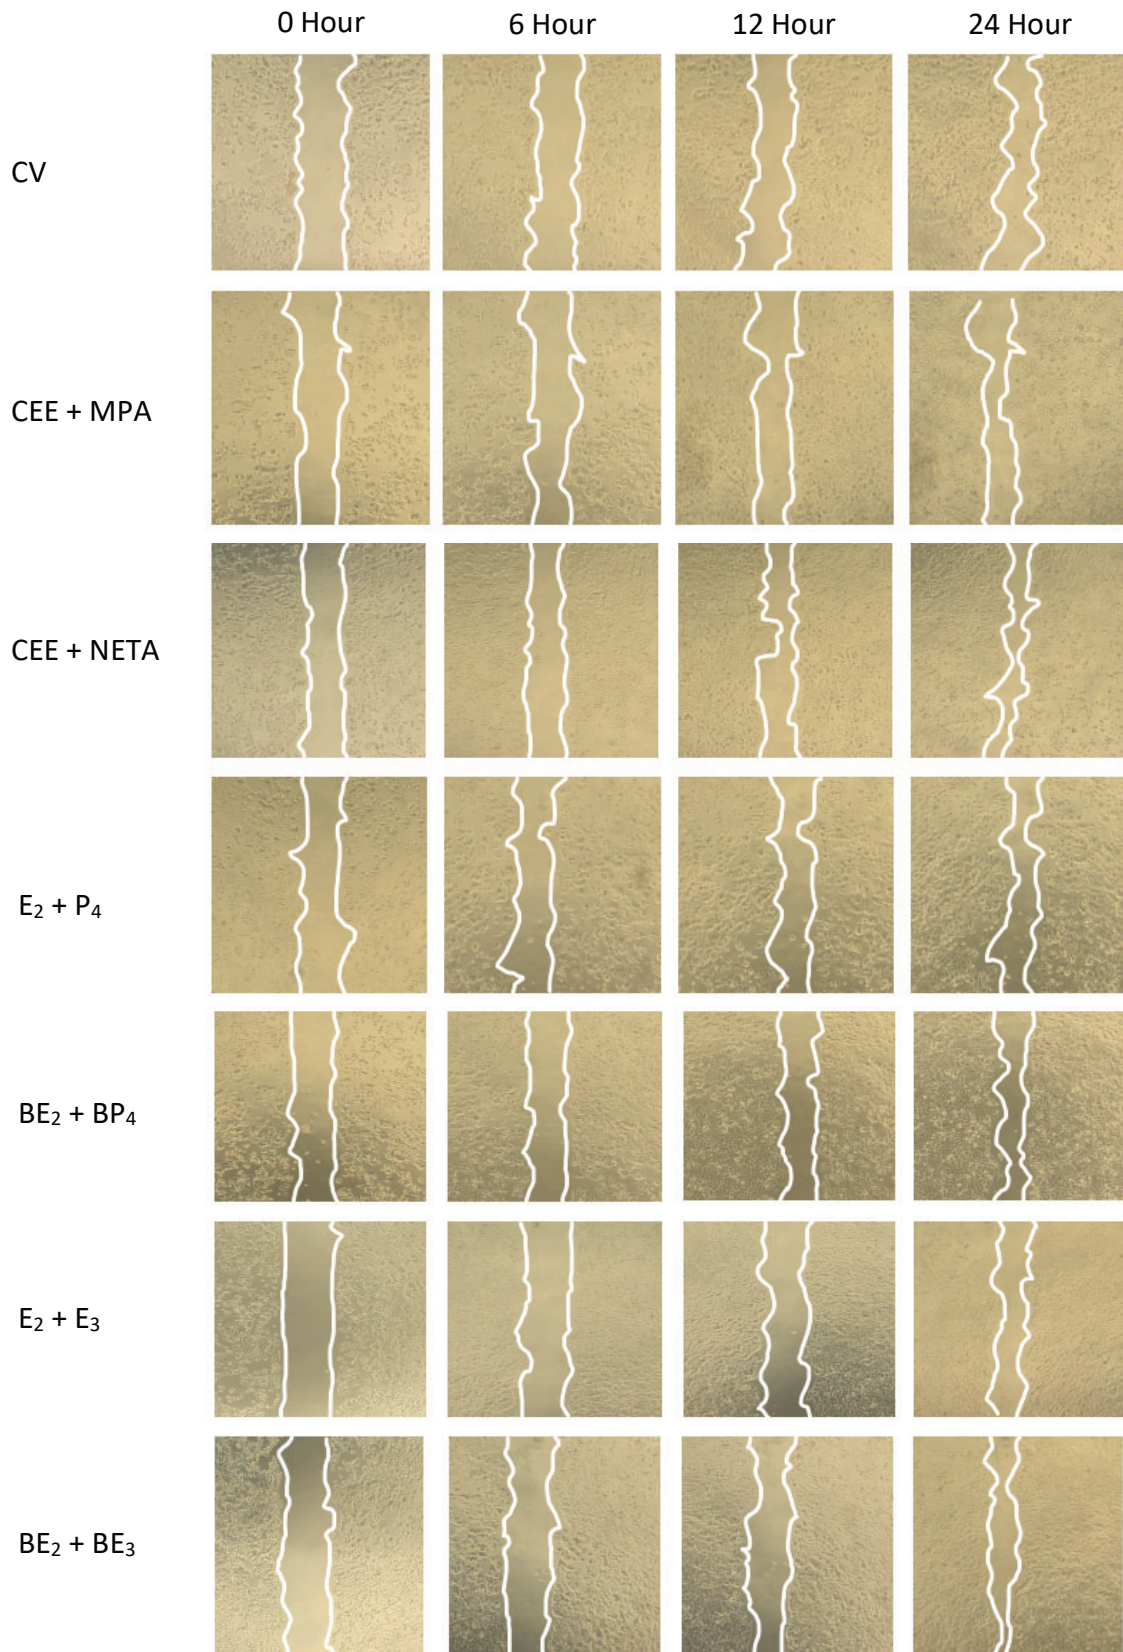 0 Hour 6 Hour 12 Hour 24 Hour
CV
CEE + MPA
CEE + NETA
E₂ + P₄
BE₂ + BP₄
E₂ + E₃
BE₂ + BE₃